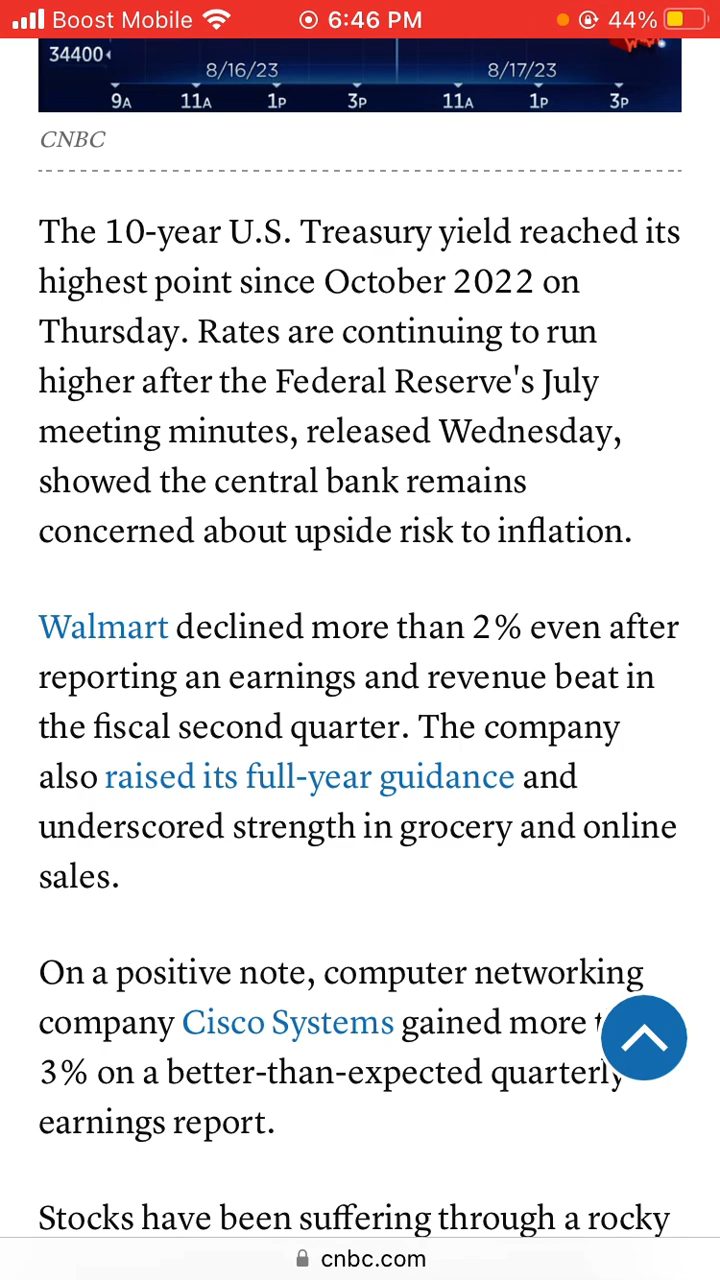 Boost Mobile 6:46 PM 44%
34400
8/16/23 8/17/23
9A 11A 1P 3P 11A 1P 3P
CNBC
The 10-year U.S. Treasury yield reached its
highest point since October 2022 on
Thursday. Rates are continuing to run
higher after the Federal Reserve's July
meeting minutes, released Wednesday,
showed the central bank remains
concerned about upside risk to inflation.
Walmart declined more than 2% even after
reporting an earnings and revenue beat in
the fiscal second quarter. The company
also raised its full-year guidance and
underscored strength in grocery and online
sales.
On a positive note, computer networking
company Cisco Systems gained more
3% on a better-than-expected quarterly
earnings report.
Stocks have been suffering through a rocky
cnbc.com